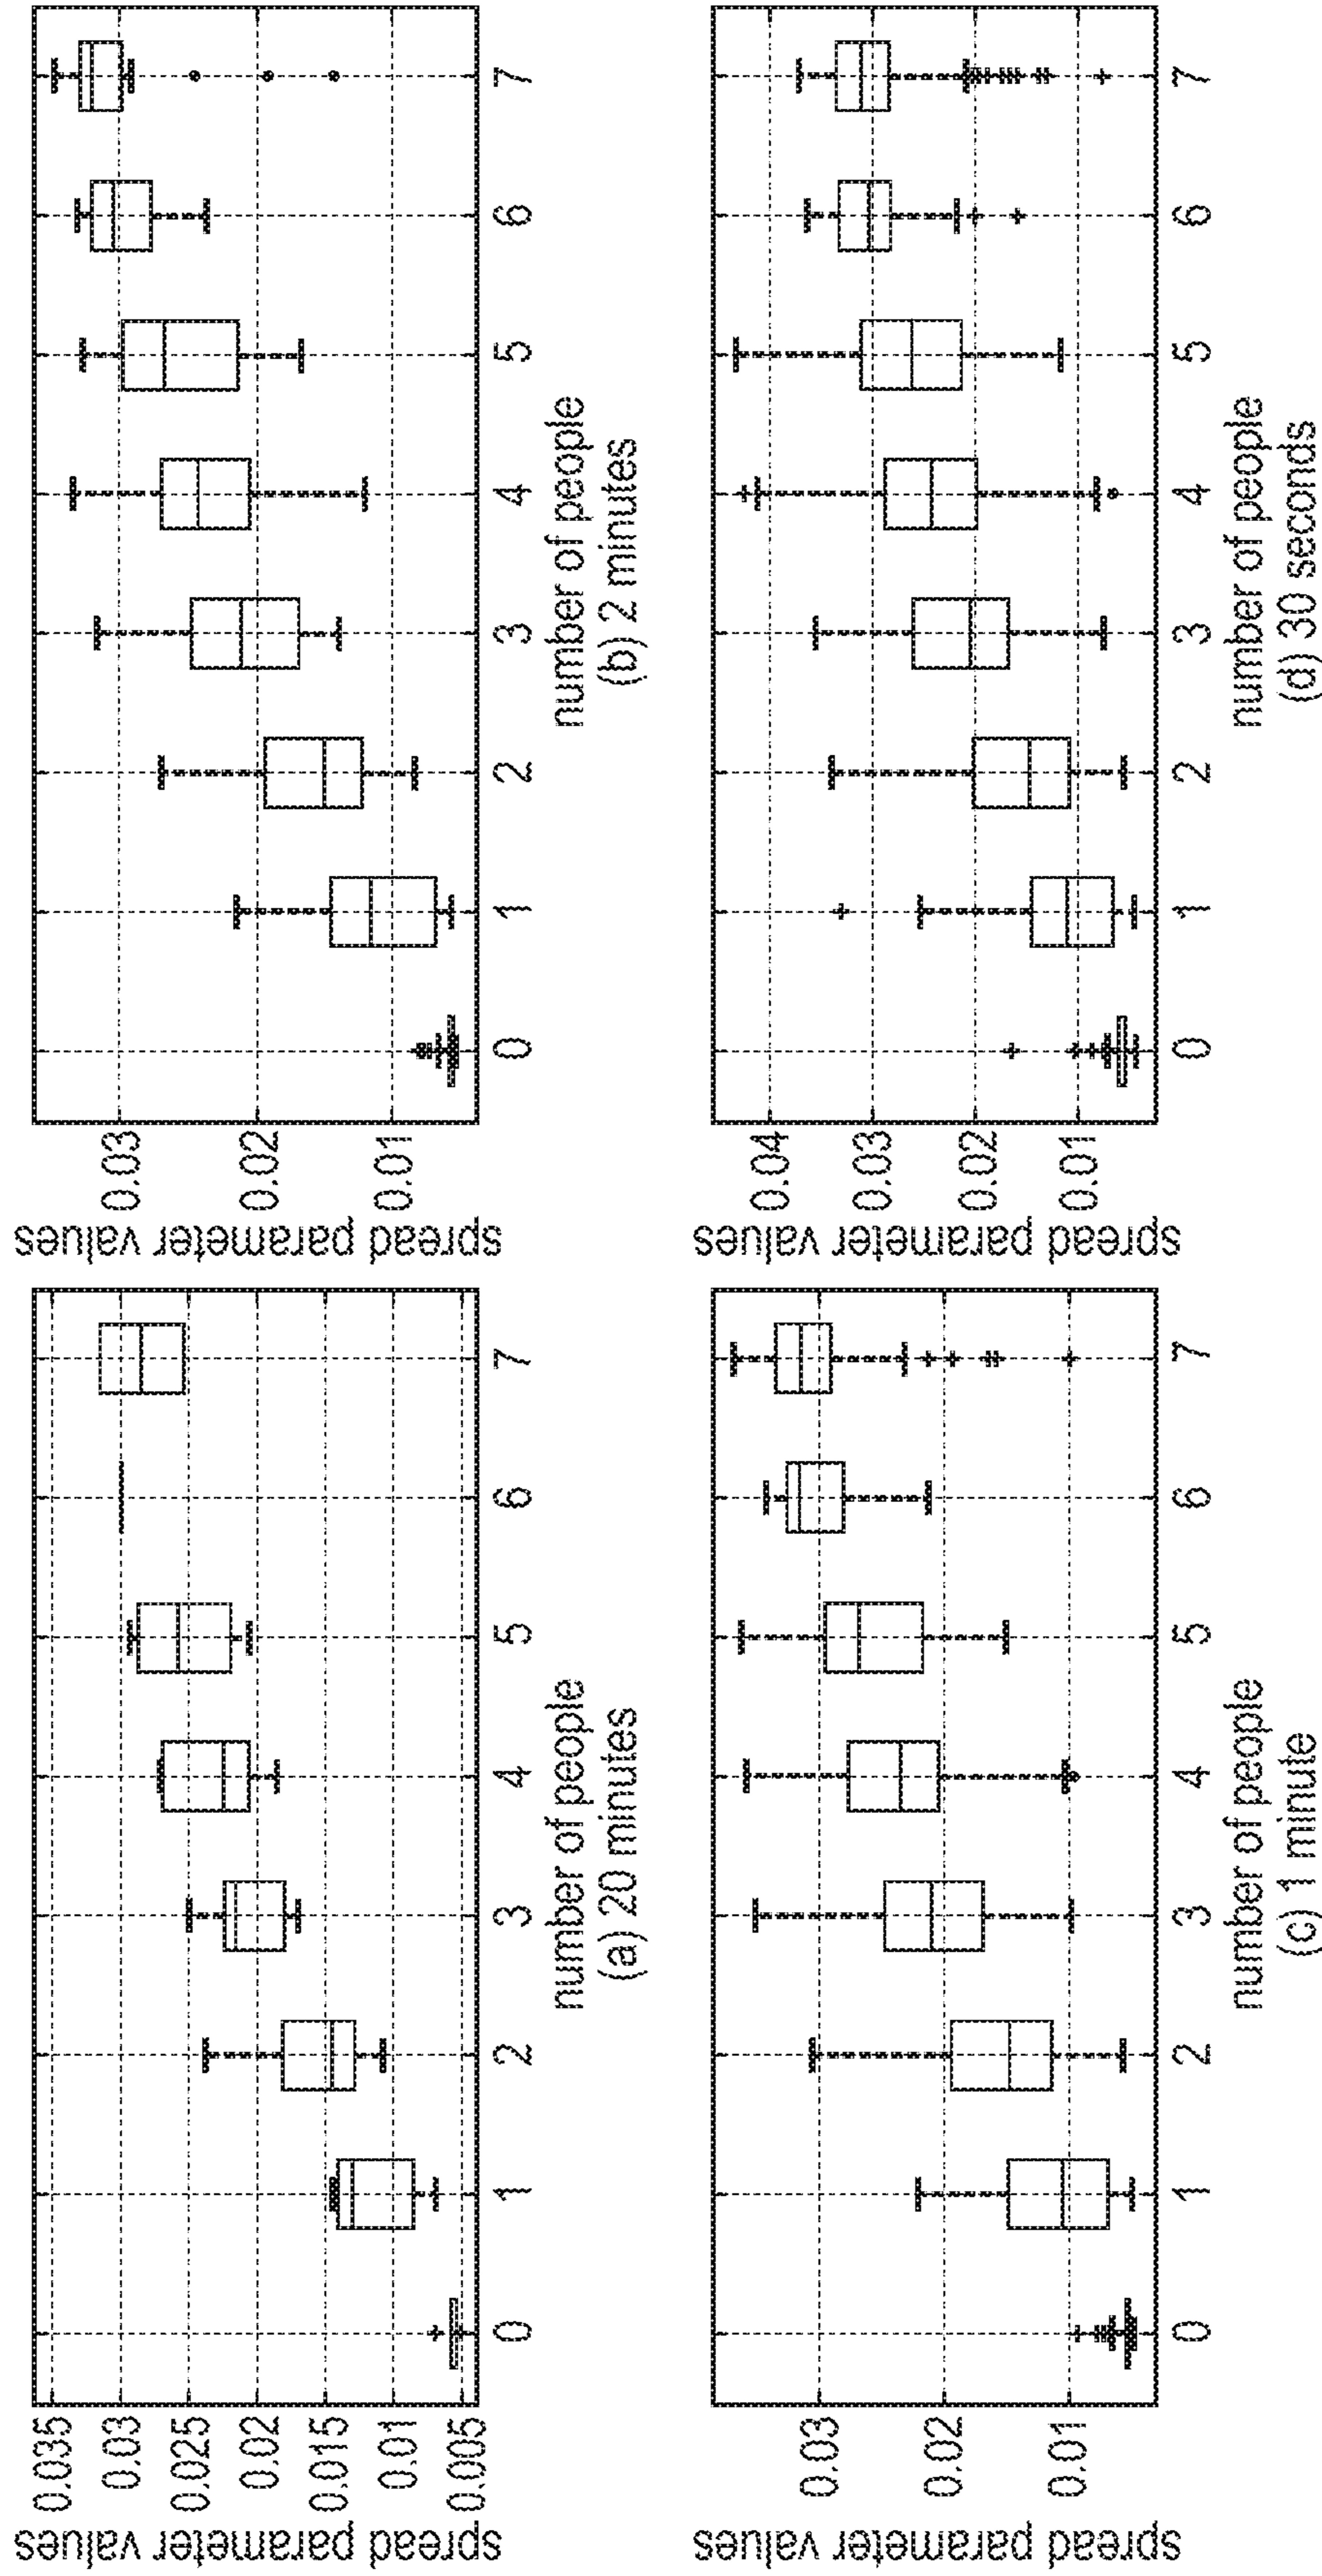 spread parameter values
0.035
0.03
0.025
0.02
0.015
0.01
0.005
0 1 2 3 4 5 6 7
number of people
(a) 20 minutes
spread parameter values
0.03
0.02
0.01
0 1 2 3 4 5 6 7
number of people
(b) 2 minutes
spread parameter values
0.03
0.02
0.01
0 1 2 3 4 5 6 7
number of people
(c) 1 minute
spread parameter values
0.04
0.03
0.02
0.01
0 1 2 3 4 5 6 7
number of people
(d) 30 seconds